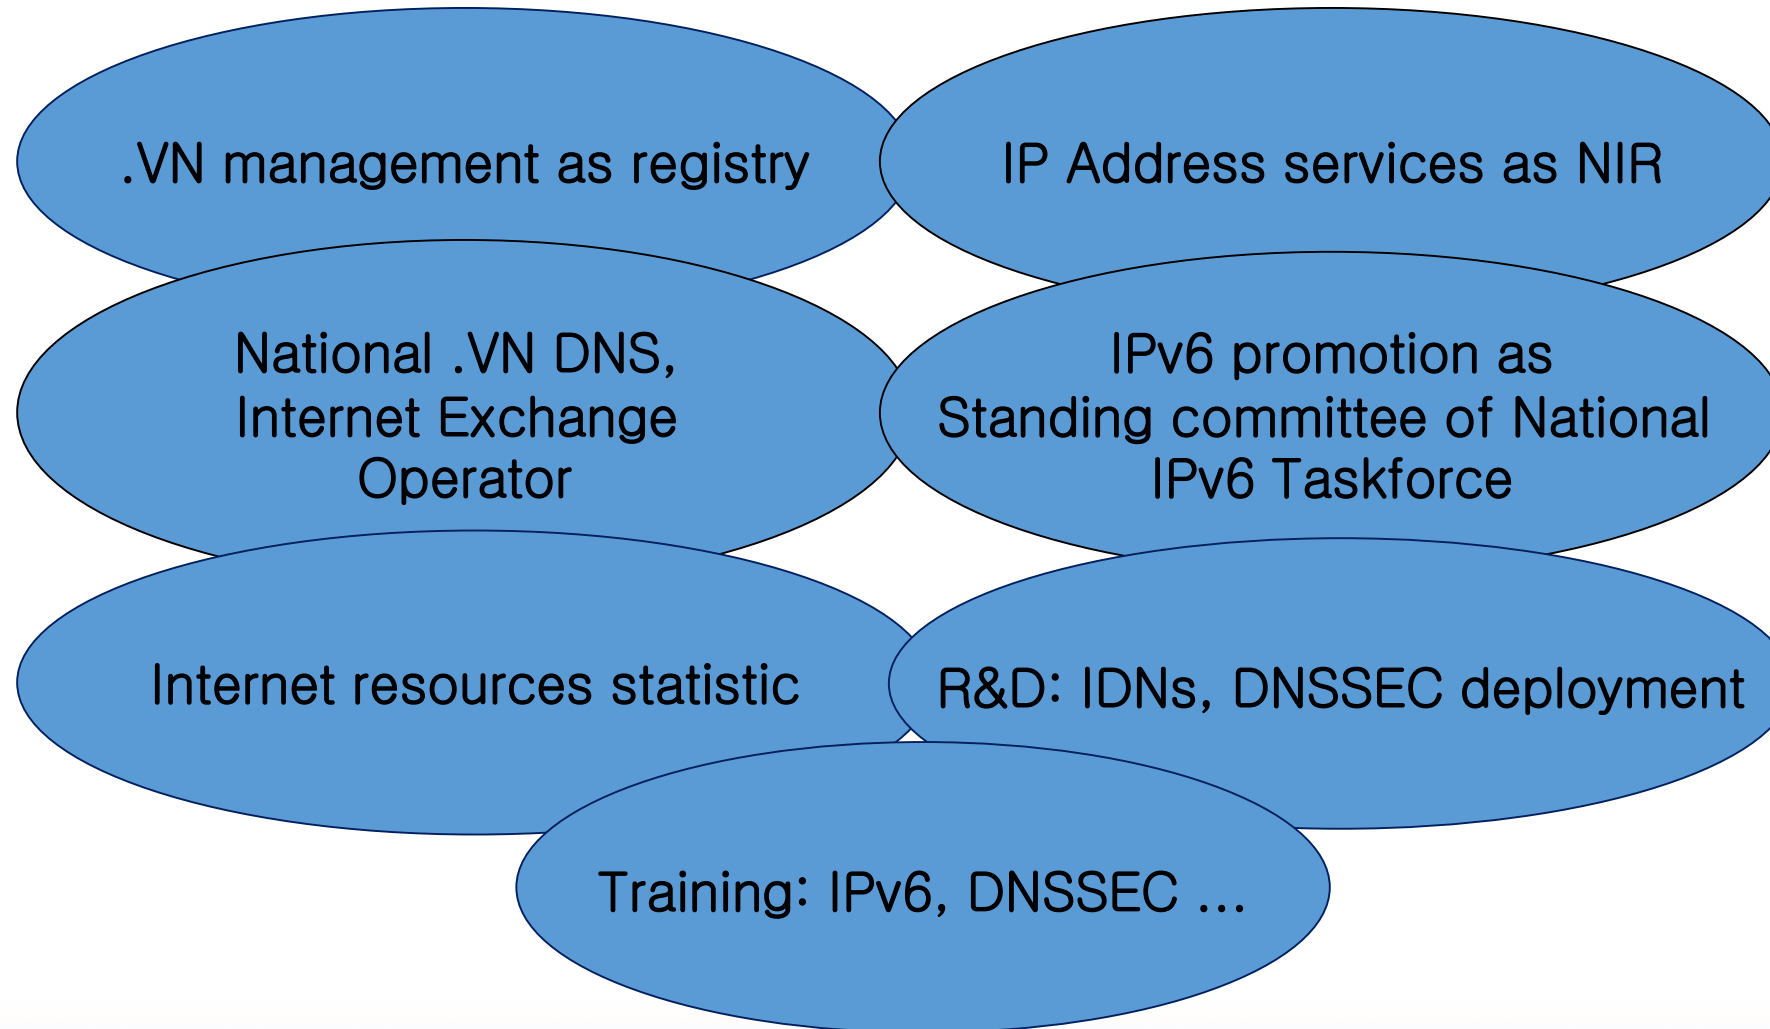 .VN management as registry
IP Address services as NIR
National .VN DNS,
Internet Exchange
Operator
IPv6 promotion as
Standing committee of National
IPv6 Taskforce
Internet resources statistic
R&D: IDNs, DNSSEC deployment
Training: IPv6, DNSSEC ...